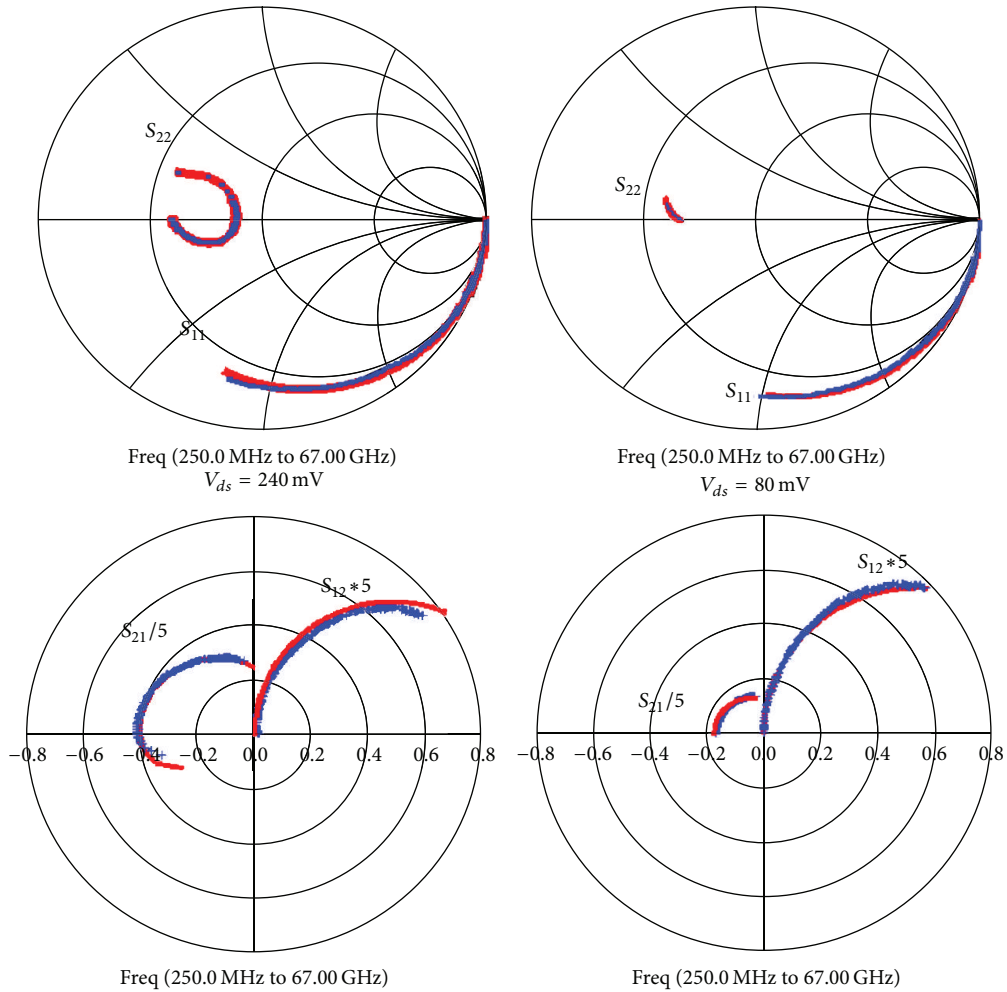 S22
S22
S11
S11
Freq (250.0 MHz to 67.00 GHz)
Vds = 240 mV
Freq (250.0 MHz to 67.00 GHz)
Vds = 80 mV
S12*5
S21/5
−0.8 −0.6 −0.4 −0.2 0.0 0.2 0.4 0.6 0.8
Freq (250.0 MHz to 67.00 GHz)
S12*5
S21/5
−0.8 −0.6 −0.4 −0.2 0.0 0.2 0.4 0.6 0.8
Freq (250.0 MHz to 67.00 GHz)